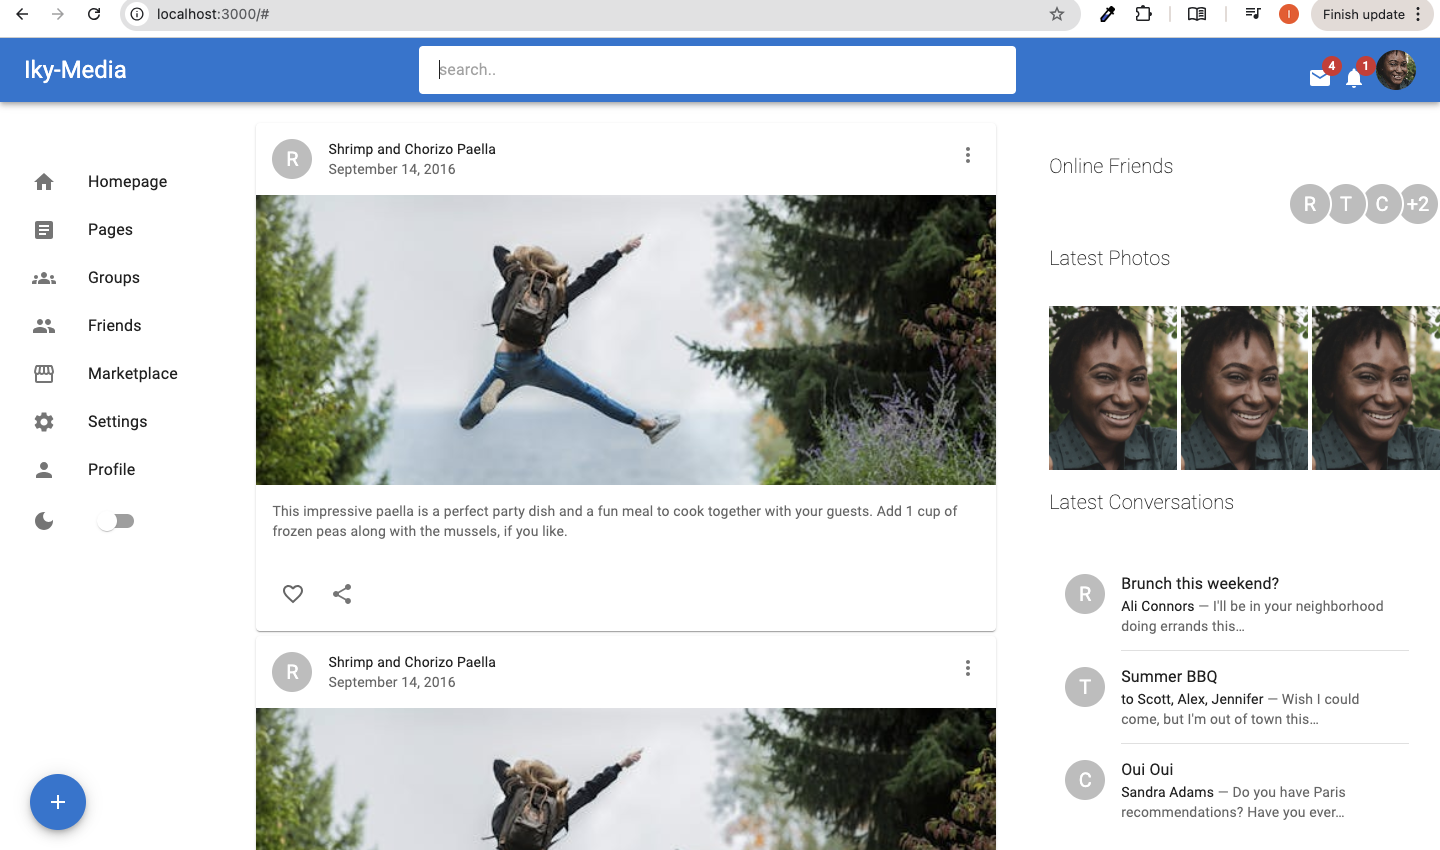 localhost:3000/#
I
Finish update
Iky-Media
search..
4
1
Homepage
Pages
Groups
Friends
Marketplace
Settings
Profile
R
Shrimp and Chorizo Paella
September 14, 2016
This impressive paella is a perfect party dish and a fun meal to cook together with your guests. Add 1 cup of
frozen peas along with the mussels, if you like.
R
Shrimp and Chorizo Paella
September 14, 2016
Online Friends
R T C +2
Latest Photos
Latest Conversations
R
Brunch this weekend?
Ali Connors — I'll be in your neighborhood
doing errands this…
T
Summer BBQ
to Scott, Alex, Jennifer — Wish I could
come, but I'm out of town this…
C
Oui Oui
Sandra Adams — Do you have Paris
recommendations? Have you ever…